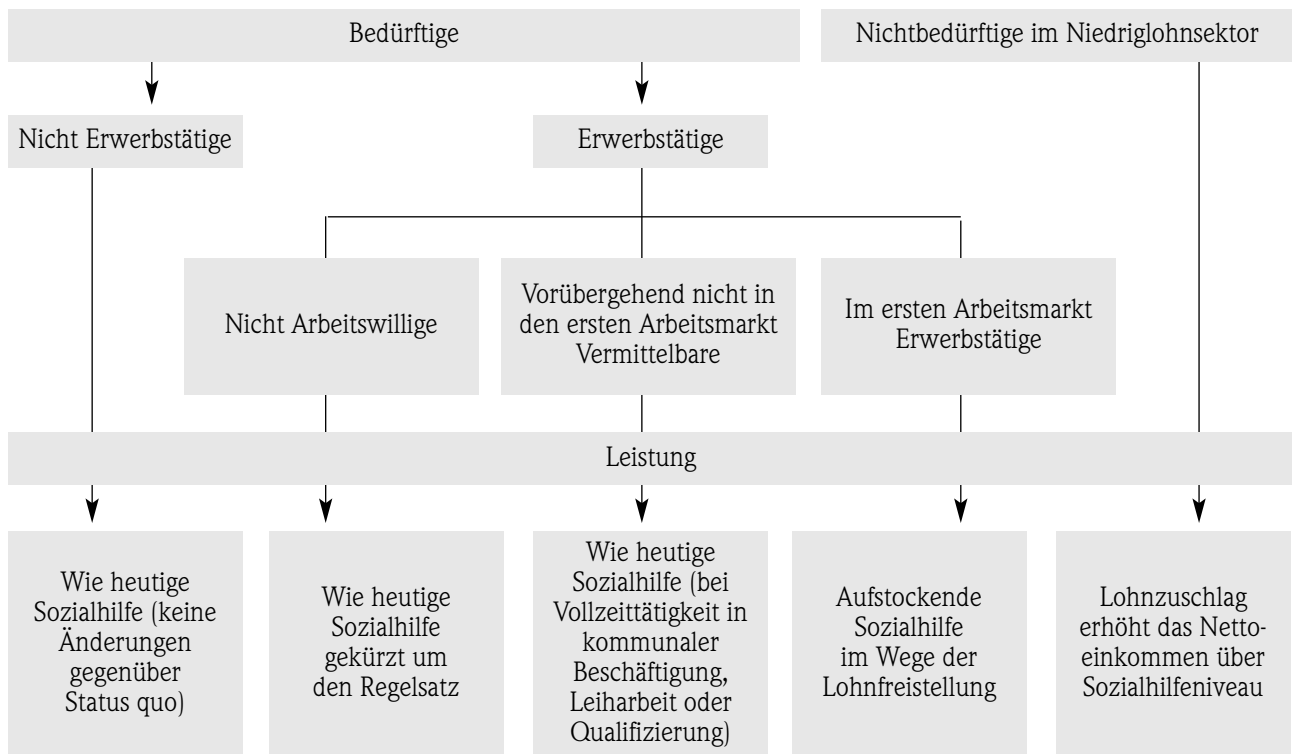 Bedürftige
Nichtbedürftige im Niedriglohnsektor
Nicht Erwerbstätige
Erwerbstätige
Nicht Arbeitswillige
Vorübergehend nicht in
den ersten Arbeitsmarkt
Vermittelbare
Im ersten Arbeitsmarkt
Erwerbstätige
Leistung
Wie heutige
Sozialhilfe (keine
Änderungen
gegenüber
Status quo)
Wie heutige
Sozialhilfe
gekürzt um
den Regelsatz
Wie heutige
Sozialhilfe (bei
Vollzeittätigkeit in
kommunaler
Beschäftigung,
Leiharbeit oder
Qualifizierung)
Aufstockende
Sozialhilfe
im Wege der
Lohnfreistellung
Lohnzuschlag
erhöht das Netto-
einkommen über
Sozialhilfeniveau